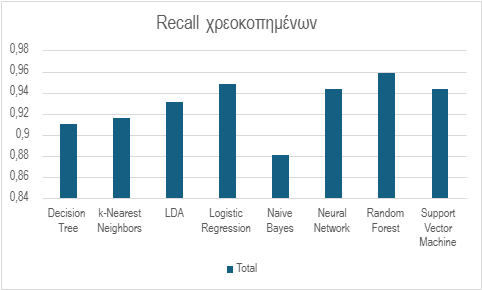 Recall χρεοκοπημένων
0,98
0,96
0,94
0,92
0,9
0,88
0,86
0,84
Decision Tree
k-Nearest Neighbors
LDA
Logistic Regression
Naive Bayes
Neural Network
Random Forest
Support Vector Machine
Total